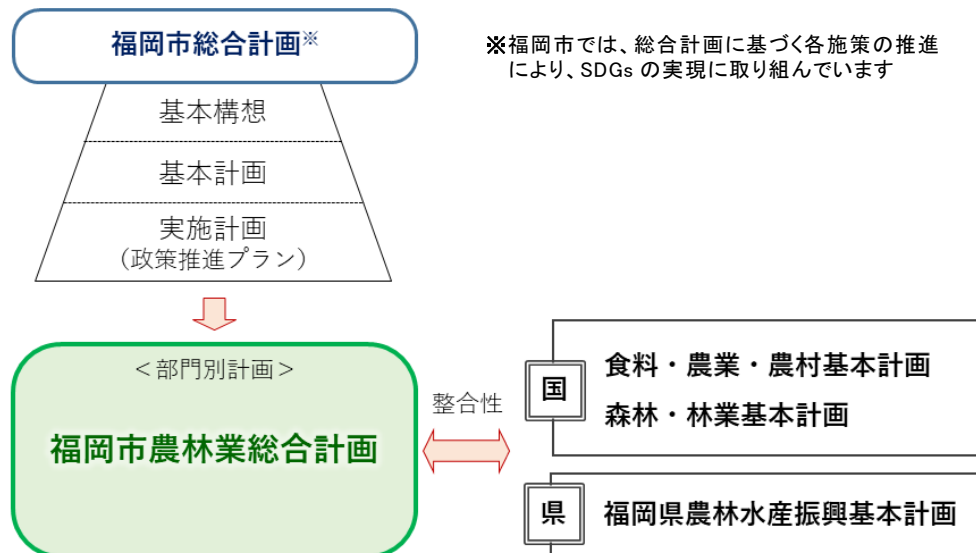 福岡市総合計画※
※福岡市では、総合計画に基づく各施策の推進
により、SDGs の実現に取り組んでいます
基本構想
基本計画
実施計画
（政策推進プラン）
＜部門別計画＞
福岡市農林業総合計画
整合性
国
食料・農業・農村基本計画
森林・林業基本計画
県
福岡県農林水産振興基本計画